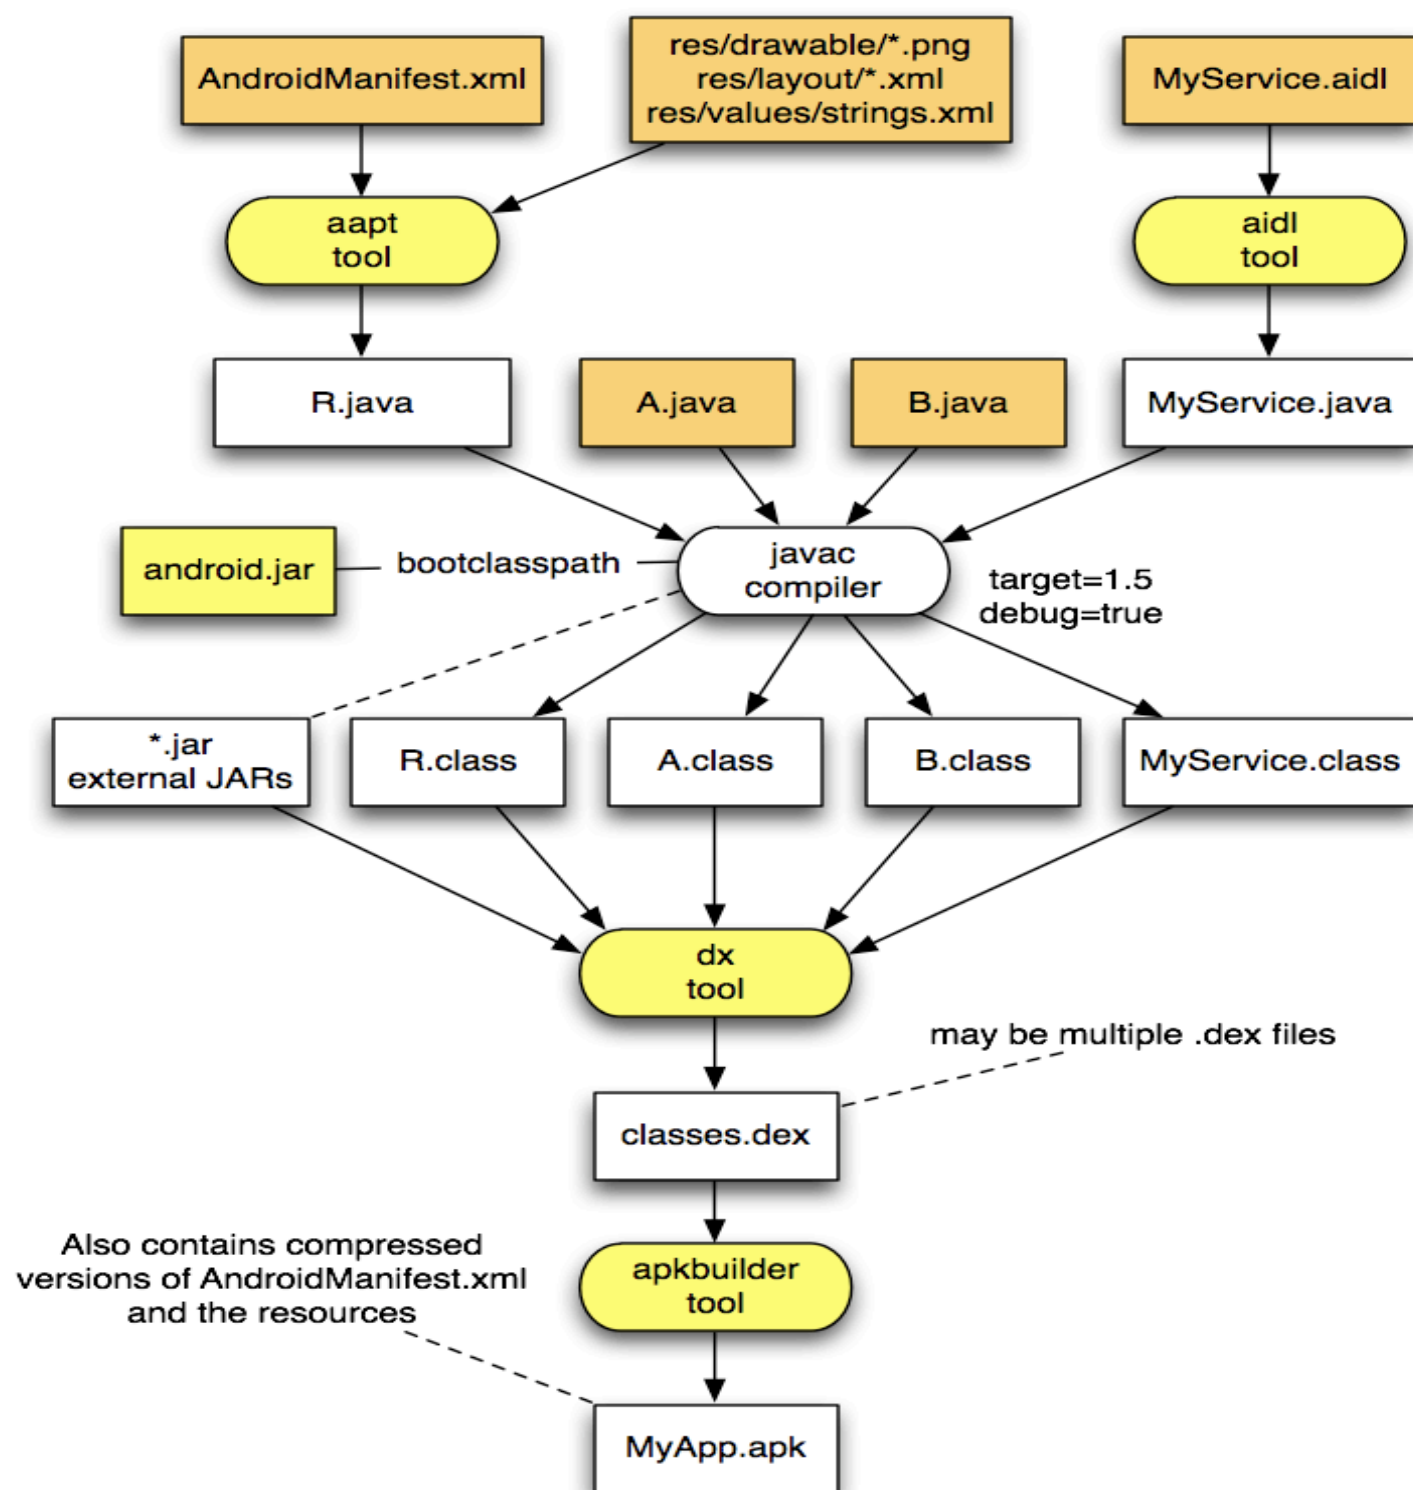 AndroidManifest.xml
res/drawable/*.png
res/layout/*.xml
res/values/strings.xml
MyService.aidl
aapt
tool
aidl
tool
R.java
A.java
B.java
MyService.java
android.jar
bootclasspath
javac
compiler
target=1.5
debug=true
*.jar
external JARs
R.class
A.class
B.class
MyService.class
dx
tool
may be multiple .dex files
classes.dex
Also contains compressed
versions of AndroidManifest.xml
and the resources
apkbuilder
tool
MyApp.apk